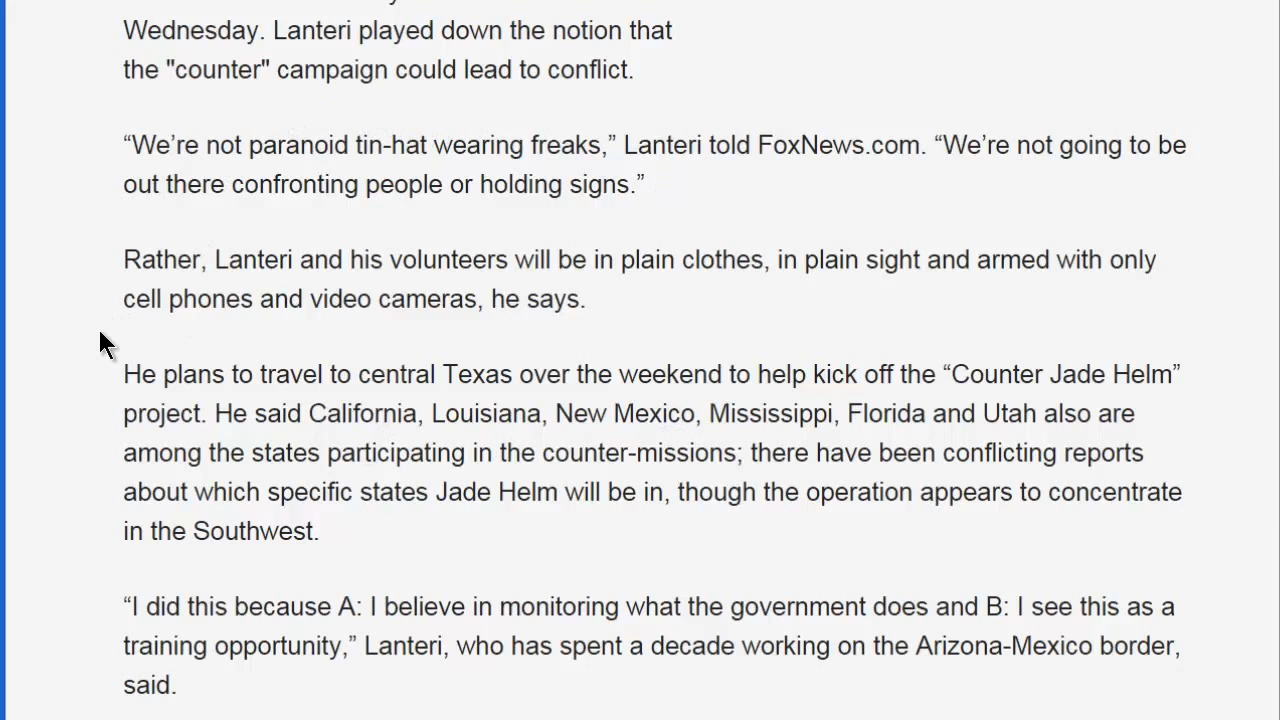 Wednesday. Lanteri played down the notion that
the "counter" campaign could lead to conflict.
“We’re not paranoid tin-hat wearing freaks,” Lanteri told FoxNews.com. “We’re not going to be
out there confronting people or holding signs.”
Rather, Lanteri and his volunteers will be in plain clothes, in plain sight and armed with only
cell phones and video cameras, he says.
He plans to travel to central Texas over the weekend to help kick off the “Counter Jade Helm”
project. He said California, Louisiana, New Mexico, Mississippi, Florida and Utah also are
among the states participating in the counter-missions; there have been conflicting reports
about which specific states Jade Helm will be in, though the operation appears to concentrate
in the Southwest.
“I did this because A: I believe in monitoring what the government does and B: I see this as a
training opportunity,” Lanteri, who has spent a decade working on the Arizona-Mexico border,
said.